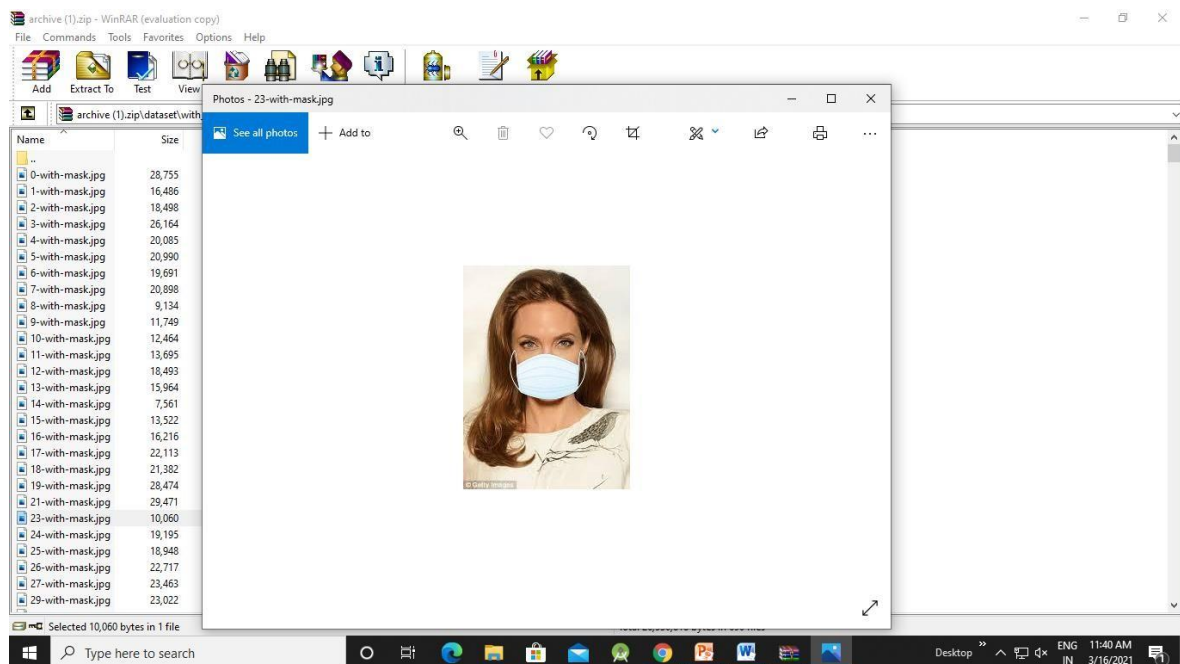 archive (1).zip - WinRAR (evaluation copy)
File Commands Tools Favorites Options Help
Add Extract To Test View
archive (1).zip\dataset\with_
Photos - 23-with-mask.jpg
See all photos
Add to
Name Size
..
0-with-mask.jpg 28,755
1-with-mask.jpg 16,486
2-with-mask.jpg 18,498
3-with-mask.jpg 26,164
4-with-mask.jpg 20,085
5-with-mask.jpg 20,990
6-with-mask.jpg 19,691
7-with-mask.jpg 20,898
8-with-mask.jpg 9,134
9-with-mask.jpg 11,749
10-with-mask.jpg 12,464
11-with-mask.jpg 13,695
12-with-mask.jpg 18,493
13-with-mask.jpg 15,964
14-with-mask.jpg 7,561
15-with-mask.jpg 13,522
16-with-mask.jpg 16,216
17-with-mask.jpg 22,113
18-with-mask.jpg 21,382
19-with-mask.jpg 28,474
21-with-mask.jpg 29,471
23-with-mask.jpg 10,060
24-with-mask.jpg 19,195
25-with-mask.jpg 18,948
26-with-mask.jpg 22,717
27-with-mask.jpg 23,463
29-with-mask.jpg 23,022
© Getty Images
Selected 10,060 bytes in 1 file
Type here to search
Desktop
ENG 11:40 AM
IN 3/16/2021